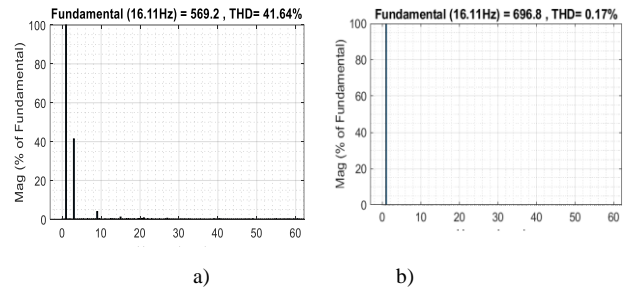 Fundamental (16.11Hz) = 569.2 , THD= 41.64%
Mag (% of Fundamental)
100
80
60
40
20
0
0 10 20 30 40 50 60
a)
Fundamental (16.11Hz) = 696.8 , THD= 0.17%
Mag (% of Fundamental)
100
80
60
40
20
0
0 10 20 30 40 50 60
b)